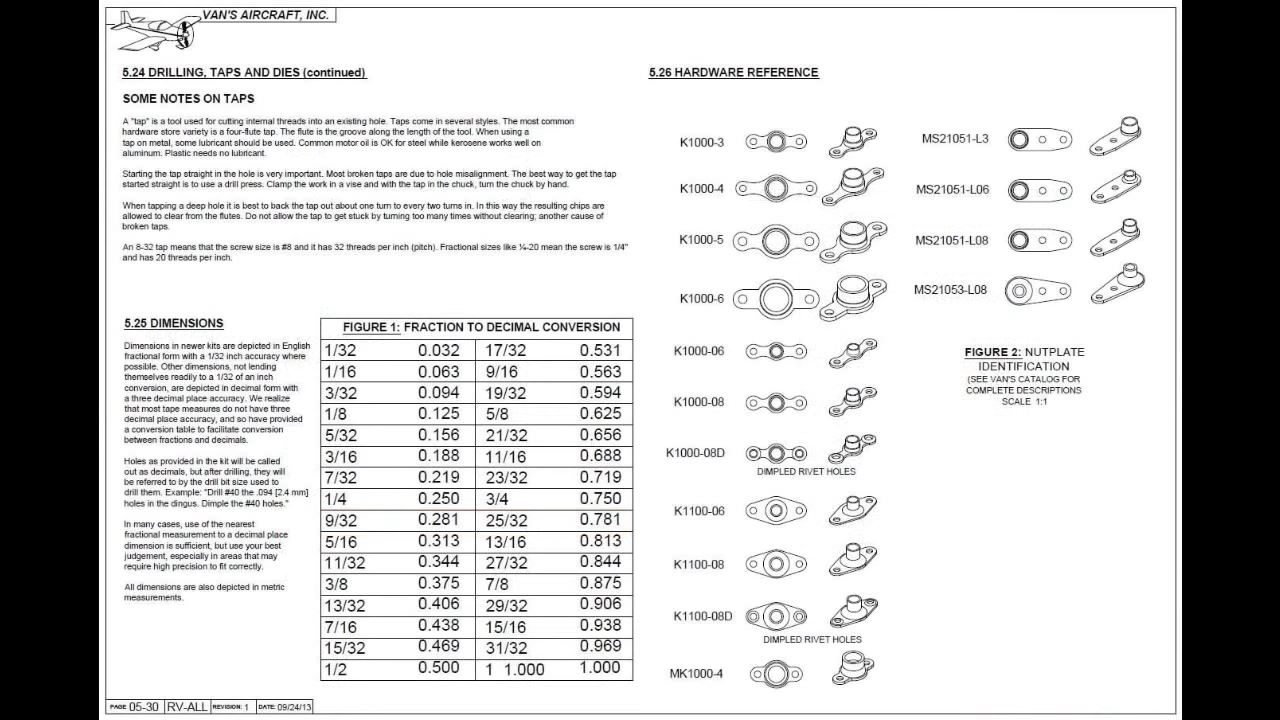 VAN'S AIRCRAFT, INC.
5.24 DRILLING, TAPS AND DIES (continued)
SOME NOTES ON TAPS
A "tap" is a tool used for cutting internal threads into an existing hole. Taps come in several styles. The most common
hardware store variety is a four-flute tap. The flute is the groove along the length of the tool. When using a
tap on metal, some lubricant should be used. Common motor oil is OK for steel while kerosene works well on
aluminum. Plastic needs no lubricant.
Starting the tap straight in the hole is very important. Most broken taps are due to hole misalignment. The best way to get the tap
started straight is to use a drill press. Clamp the work in a vise and with the tap in the chuck, turn the chuck by hand.
When tapping a deep hole it is best to back the tap out about one turn to every two turns in. In this way the resulting chips are
allowed to clear from the flutes. Do not allow the tap to get stuck by turning too many times without clearing; another cause of
broken taps.
An 8-32 tap means that the screw size is #8 and it has 32 threads per inch (pitch). Fractional sizes like ¼-20 mean the screw is 1/4"
and has 20 threads per inch.
5.25 DIMENSIONS
Dimensions in newer kits are depicted in English
fractional form with a 1/32 inch accuracy where
possible. Other dimensions, not lending
themselves readily to a 1/32 of an inch
conversion, are depicted in decimal form with
a three decimal place accuracy. We realize
that most tape measures do not have three
decimal place accuracy, and so have provided
a conversion table to facilitate conversion
between fractions and decimals.
Holes as provided in the kit will be called
out as decimals, but after drilling, they will
be referred to by the drill bit size used to
drill them. Example: "Drill #40 the .094 [2.4 mm]
holes in the dingus. Dimple the #40 holes."
In many cases, use of the nearest
fractional measurement to a decimal place
dimension is sufficient, but use your best
judgement, especially in areas that may
require high precision to fit correctly.
All dimensions are also depicted in metric
measurements.
FIGURE 1: FRACTION TO DECIMAL CONVERSION
1/32 0.032 17/32 0.531
1/16 0.063 9/16 0.563
3/32 0.094 19/32 0.594
1/8 0.125 5/8 0.625
5/32 0.156 21/32 0.656
3/16 0.188 11/16 0.688
7/32 0.219 23/32 0.719
1/4 0.250 3/4 0.750
9/32 0.281 25/32 0.781
5/16 0.313 13/16 0.813
11/32 0.344 27/32 0.844
3/8 0.375 7/8 0.875
13/32 0.406 29/32 0.906
7/16 0.438 15/16 0.938
15/32 0.469 31/32 0.969
1/2 0.500 1 1.000 1.000
5.26 HARDWARE REFERENCE
K1000-3
K1000-4
K1000-5
K1000-6
K1000-06
K1000-08
K1000-08D
DIMPLED RIVET HOLES
K1100-06
K1100-08
K1100-08D
DIMPLED RIVET HOLES
MK1000-4
MS21051-L3
MS21051-L06
MS21051-L08
MS21053-L08
FIGURE 2: NUTPLATE
IDENTIFICATION
(SEE VAN'S CATALOG FOR
COMPLETE DESCRIPTIONS
SCALE 1:1
PAGE 05-30 RV-ALL REVISION: 1 DATE: 09/24/13